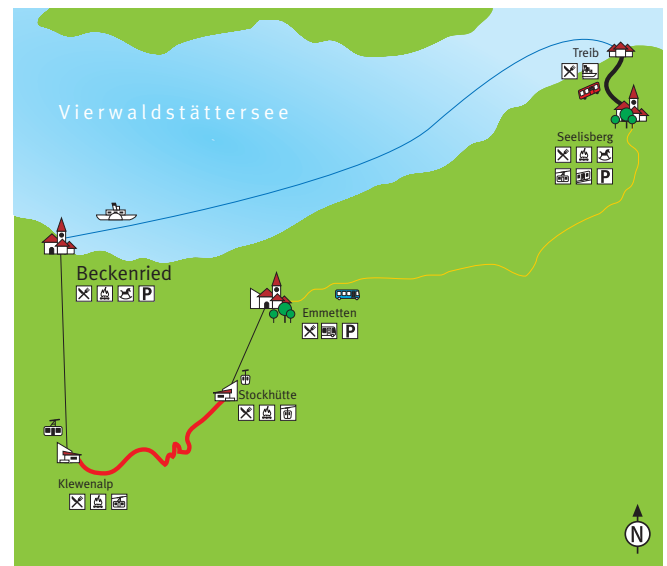 Treib
Vierwaldstättersee
Seelisberg
P
Beckenried
P
Emmetten
P
Stockhütte
Klewenalp
N